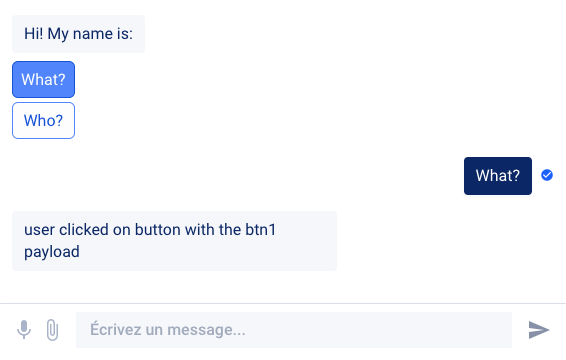 Hi! My name is:
What?
Who?
What?
user clicked on button with the btn1
payload
Écrivez un message...